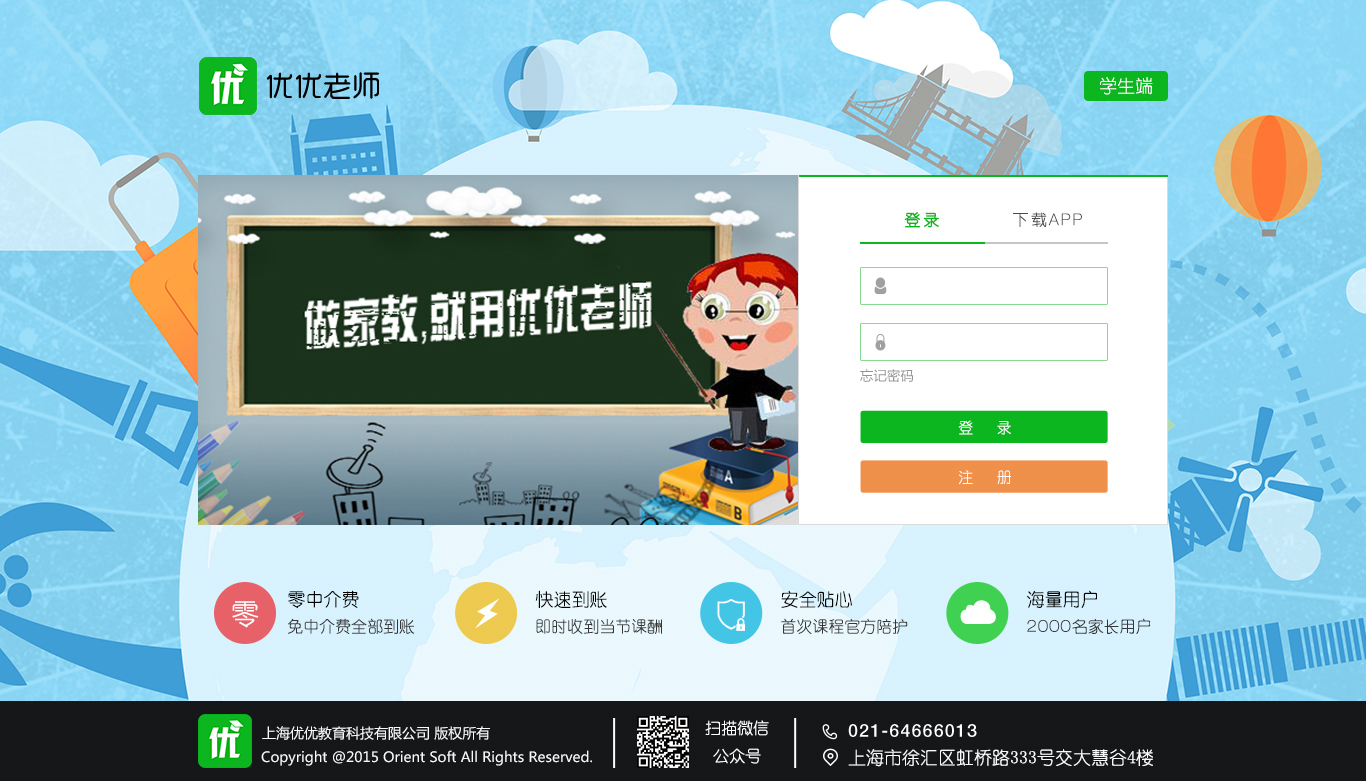 优 优优老师
学生端
登录 下载APP
做家教,就用优优老师
忘记密码
登 录
注 册
A
B
零
零中介费
免中介费全部到账
快速到账
即时收到当节课酬
安全贴心
首次课程官方陪护
海量用户
2000名家长用户
优
上海优优教育科技有限公司 版权所有
Copyright @2015 Orient Soft All Rights Reserved.
扫描微信
公众号
021-64666013
上海市徐汇区虹桥路333号交大慧谷4楼